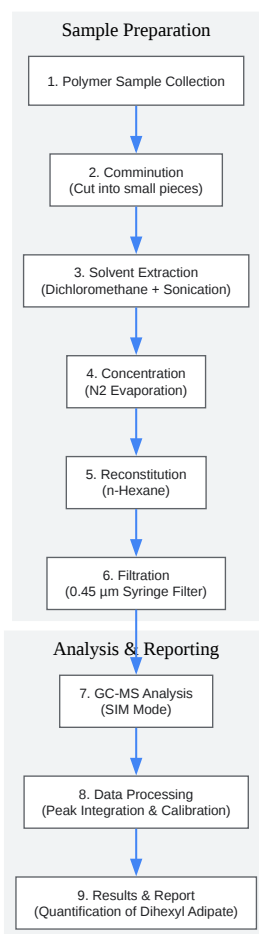 Sample Preparation
1. Polymer Sample Collection
2. Comminution
(Cut into small pieces)
3. Solvent Extraction
(Dichloromethane + Sonication)
4. Concentration
(N2 Evaporation)
5. Reconstitution
(n-Hexane)
6. Filtration
(0.45 µm Syringe Filter)
Analysis & Reporting
7. GC-MS Analysis
(SIM Mode)
8. Data Processing
(Peak Integration & Calibration)
9. Results & Report
(Quantification of Dihexyl Adipate)